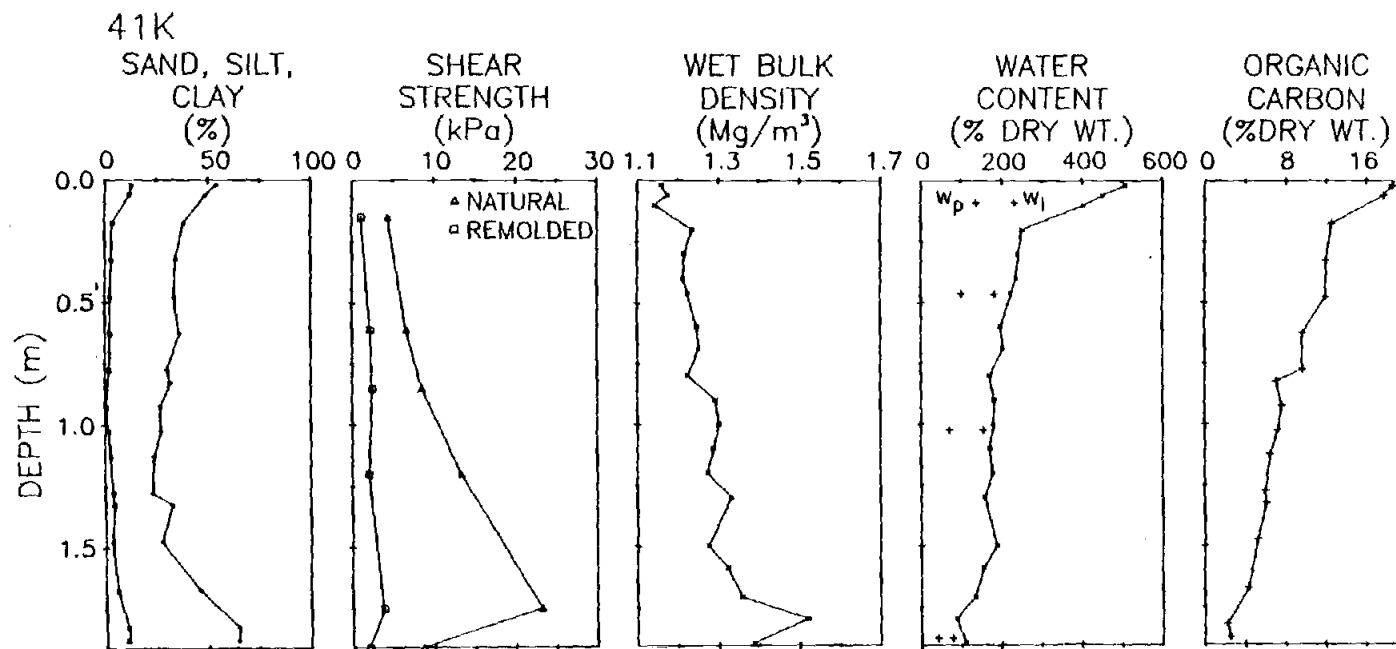 41K
SAND, SILT,
CLAY
(%)
SHEAR
STRENGTH
(kPa)
WET BULK
DENSITY
(Mg/m³)
WATER
CONTENT
(% DRY WT.)
ORGANIC
CARBON
(%DRY WT.)
0 50 100
0 10 20 30
1.1 1.3 1.5 1.7
0 200 400 600
0 8 16
DEPTH (m)
0.0
0.5
1.0
1.5
NATURAL
REMOLDED
wp + + wl